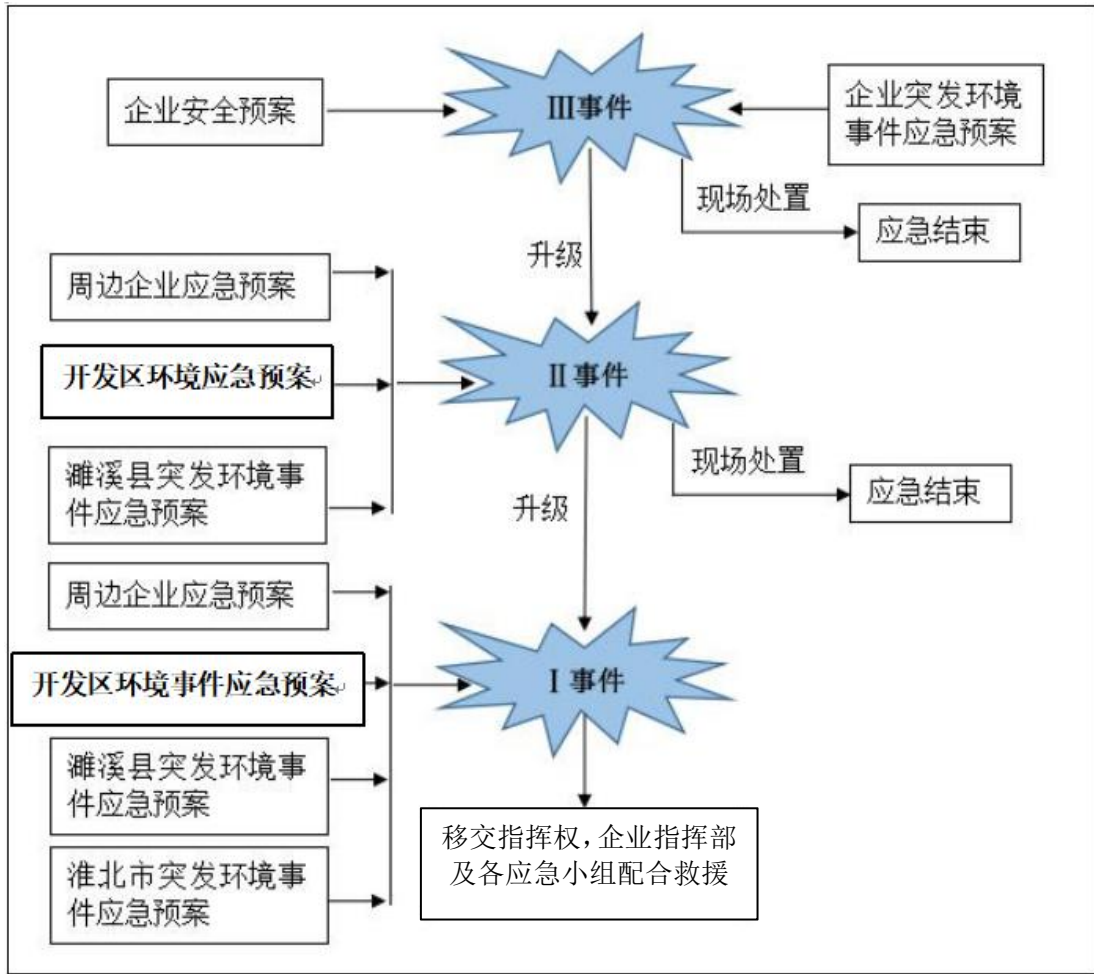 企业安全预案
III事件
企业突发环境
事件应急预案
现场处置
应急结束
升级
周边企业应急预案
开发区环境应急预案
濉溪县突发环境事
件应急预案
II事件
现场处置
应急结束
升级
周边企业应急预案
开发区环境事件应急预案
濉溪县突发环境事
件应急预案
淮北市突发环境事
件应急预案
I事件
移交指挥权,企业指挥部
及各应急小组配合救援